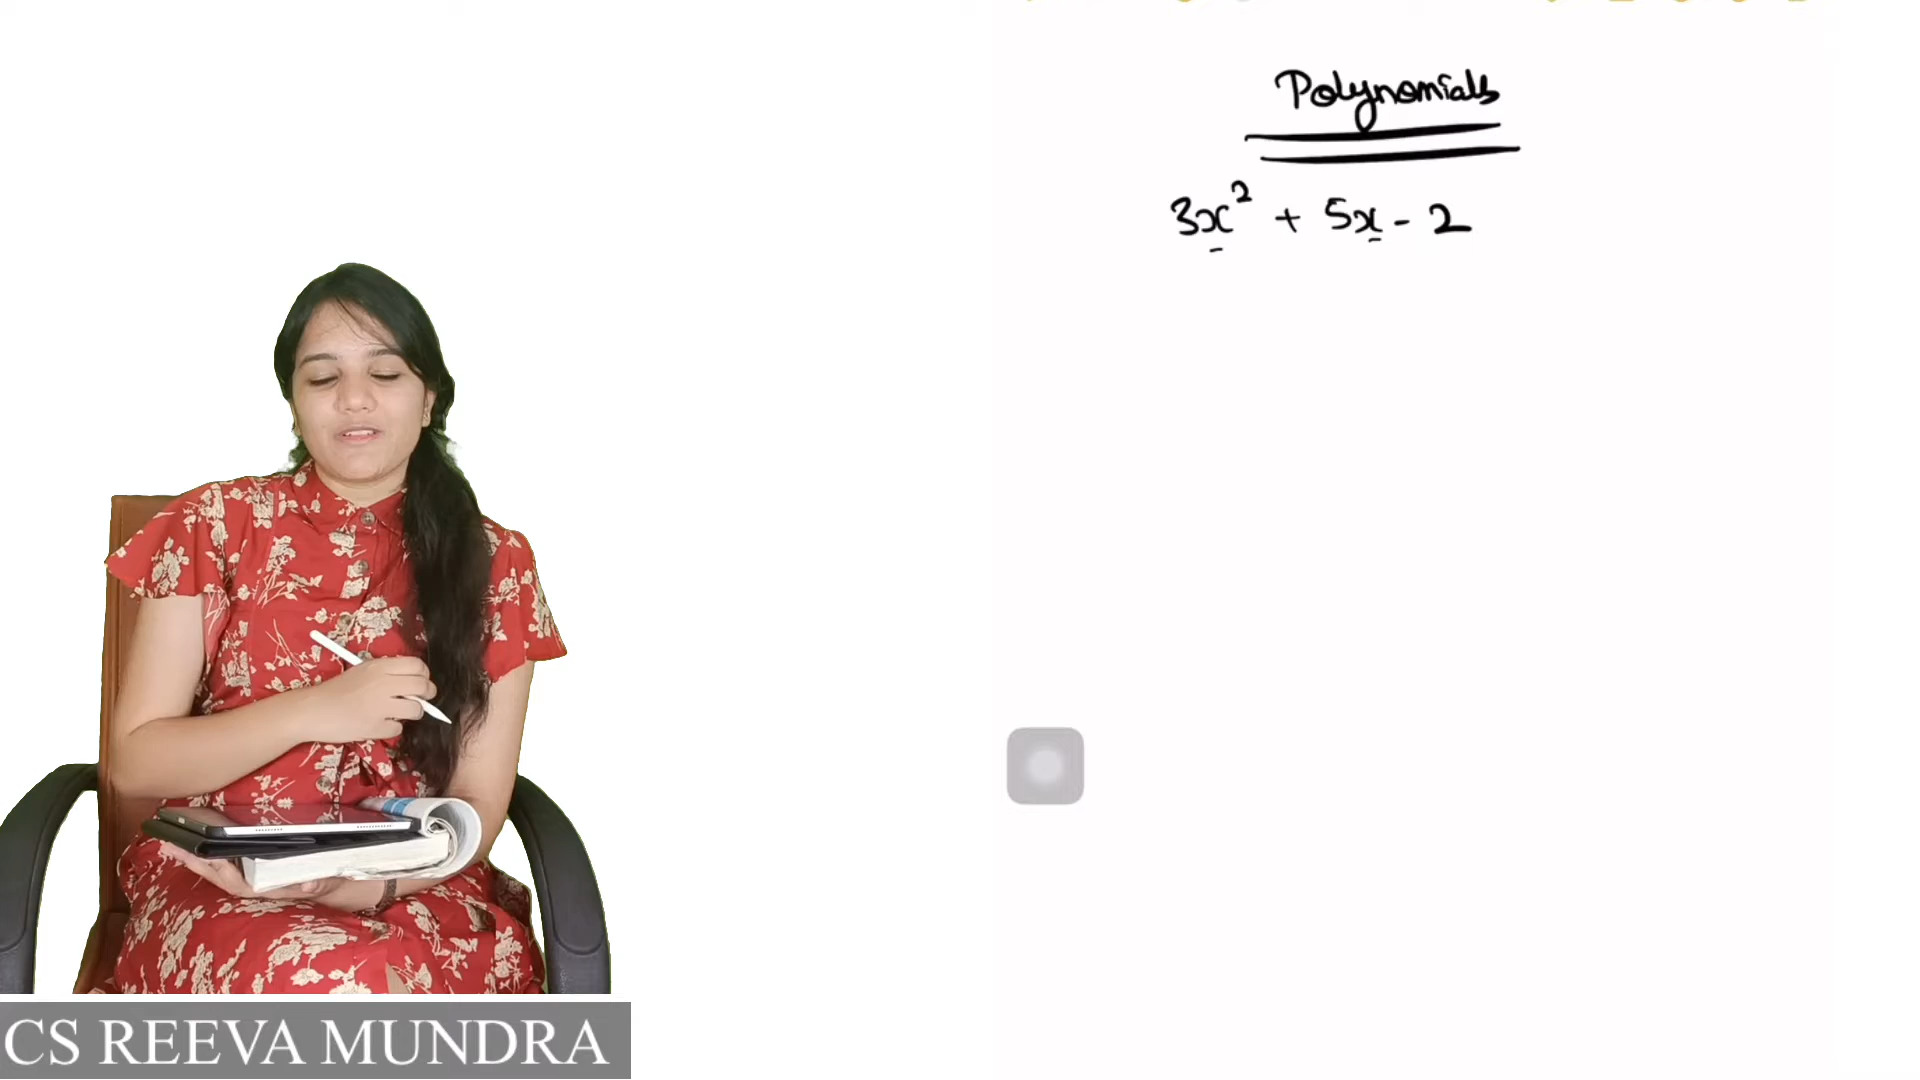 Polynomials
3x² + 5x - 2
CS REEVA MUNDRA